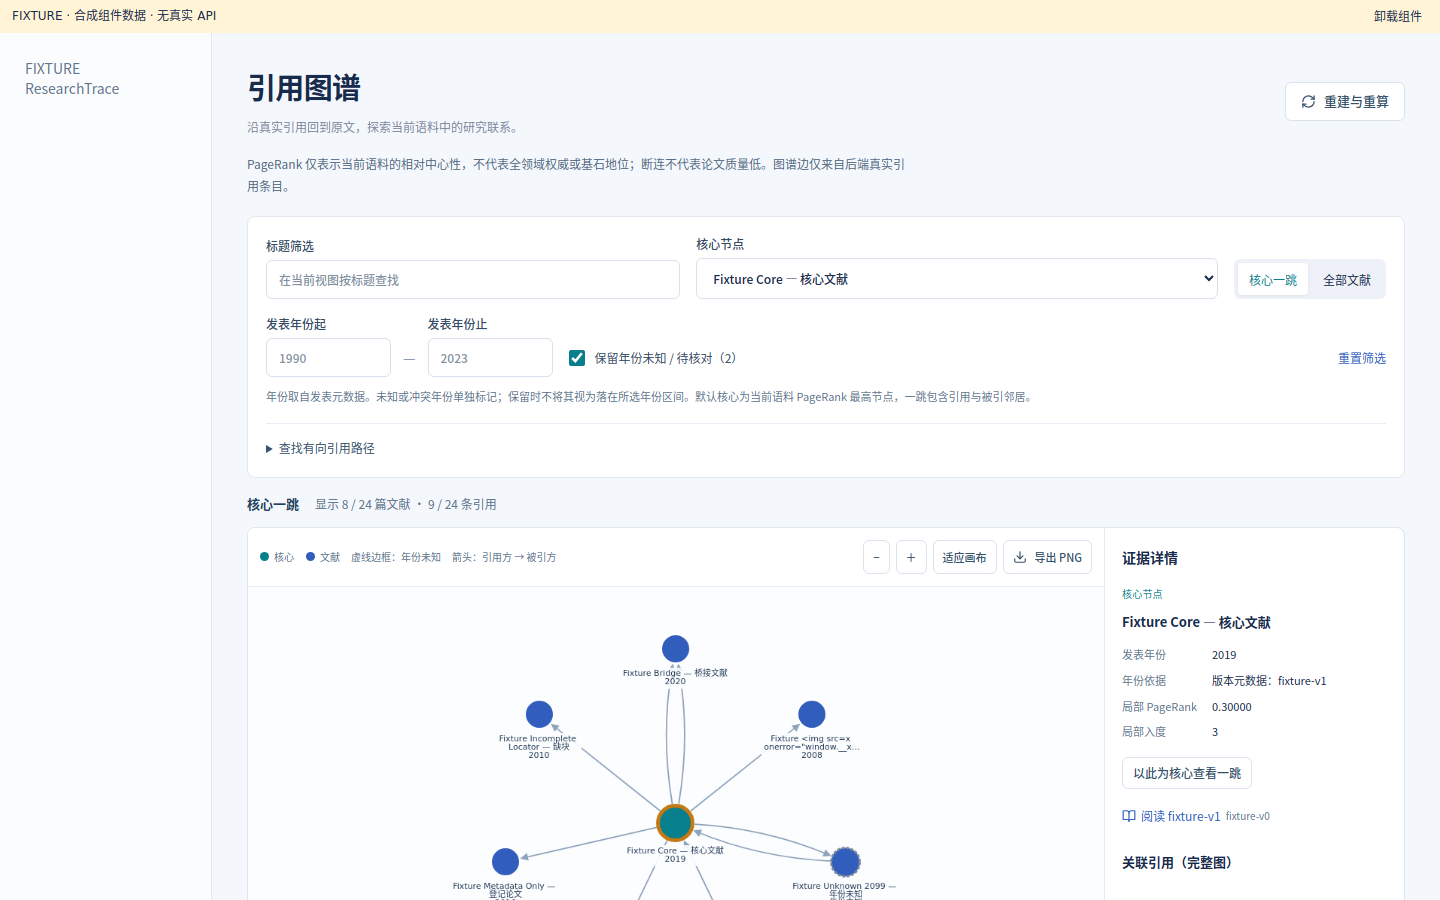 FIXTURE · 合成组件数据 · 无真实 API
卸载组件
FIXTURE
ResearchTrace
引用图谱
重建与重算
沿真实引用回到原文，探索当前语料中的研究联系。
PageRank 仅表示当前语料的相对中心性，不代表全领域权威或基石地位；断连不代表论文质量低。图谱边仅来自后端真实引
用条目。
标题筛选
核心节点
在当前视图按标题查找
Fixture Core — 核心文献
核心一跳
全部文献
发表年份起
发表年份止
1990
—
2023
保留年份未知 / 待核对（2）
重置筛选
年份取自发表元数据。未知或冲突年份单独标记；保留时不将其视为落在所选年份区间。默认核心为当前语料 PageRank 最高节点，一跳包含引用与被引邻居。
查找有向引用路径
核心一跳 显示 8 / 24 篇文献 · 9 / 24 条引用
核心 文献 虚线边框：年份未知 箭头：引用方 → 被引方
−
+
适应画布
导出 PNG
Fixture Bridge — 桥接文献
2020
Fixture Incomplete
Locator — 缺块
2010
Fixture <img src=x
onerror="window.__x...
2008
Fixture Core — 核心文献
2019
Fixture Metadata Only —
登记论文
Fixture Unknown 2099 —
年份未知
证据详情
核心节点
Fixture Core — 核心文献
发表年份 2019
年份依据 版本元数据：fixture-v1
局部 PageRank 0.30000
局部入度 3
以此为核心查看一跳
阅读 fixture-v1 fixture-v0
关联引用（完整图）